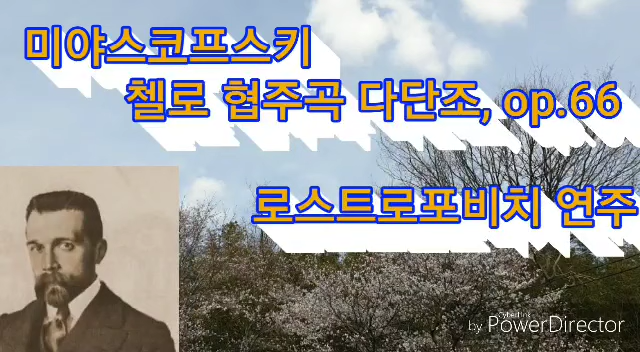 미야스코프스키
첼로 협주곡 다단조, op.66
로스트로포비치 연주
CyberLink
by PowerDirector